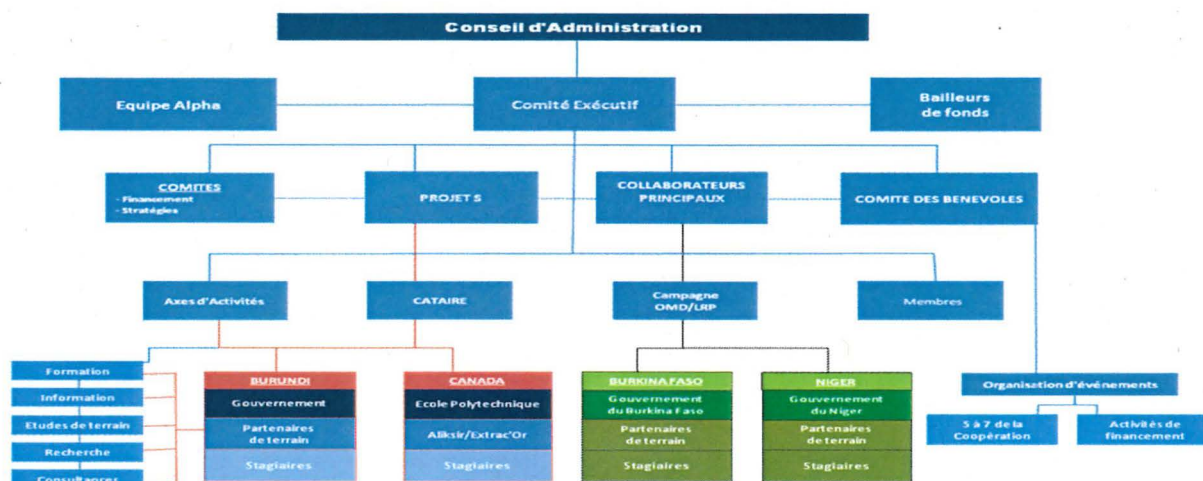 Conseil d'Administration
Equipe Alpha
Comité Exécutif
Bailleurs
de fonds
COMITES
- Financement
- Stratégies
PROJET S
COLLABORATEURS
PRINCIPAUX
COMITE DES BENEVOLES
Axes d'Activités
CATAIRE
Campagne
OMD/LRP
Membres
Formation
Information
Etudes de terrain
Recherche
Consultances
BURUNDI
Gouvernement
Partenaires
de terrain
Stagiaires
CANADA
Ecole Polytechnique
Aliksir/Extrac'Or
Stagiaires
BURKINA FASO
Gouvernement
du Burkina Faso
Partenaires
de terrain
Stagiaires
NIGER
Gouvernement
du Niger
Partenaires
de terrain
Stagiaires
Organisation d'événements
5 à 7 de la
Coopération
Activités de
financement